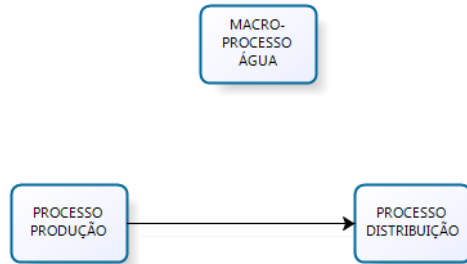 MACRO-
PROCESSO
ÁGUA
PROCESSO
PRODUÇÃO
PROCESSO
DISTRIBUIÇÃO